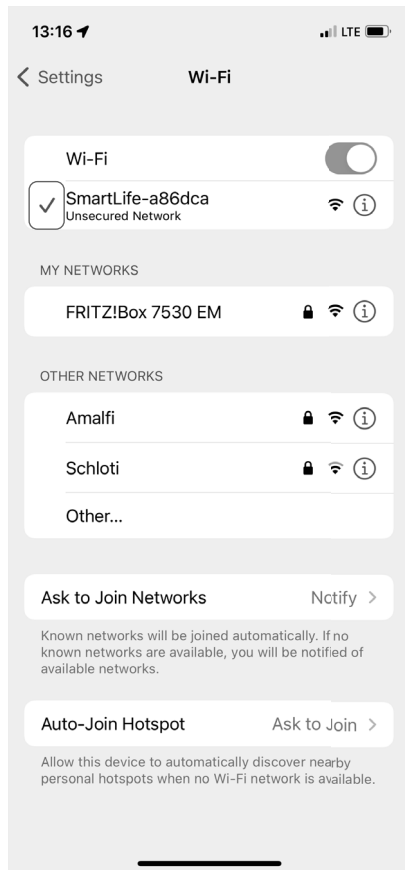 13:16
LTE
Settings
Wi-Fi
Wi-Fi
SmartLife-a86dca
Unsecured Network
MY NETWORKS
FRITZ!Box 7530 EM
OTHER NETWORKS
Amalfi
Schloti
Other...
Ask to Join Networks Notify
Known networks will be joined automatically. If no
known networks are available, you will be notified of
available networks.
Auto-Join Hotspot Ask to Join
Allow this device to automatically discover nearby
personal hotspots when no Wi-Fi network is available.